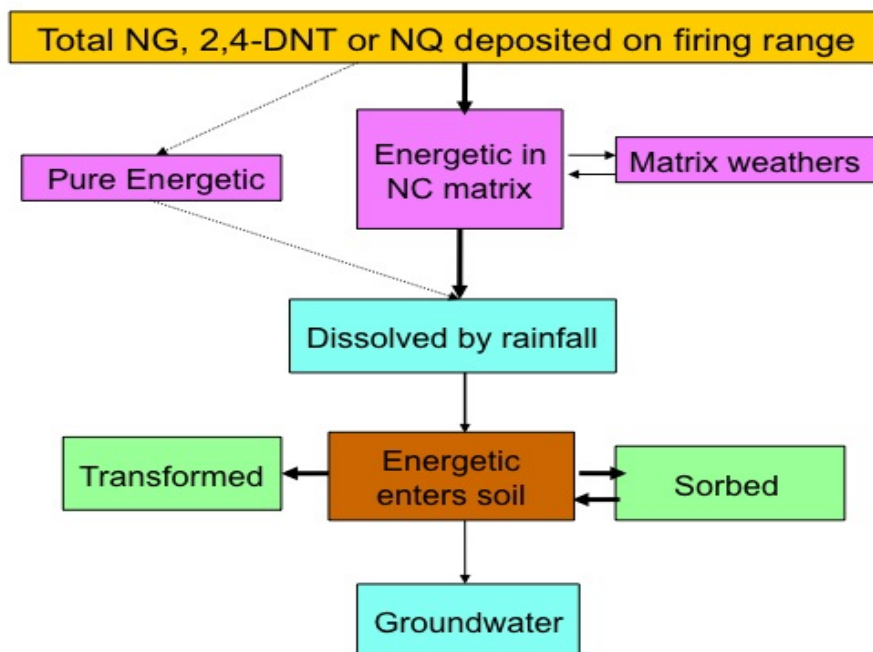 Total NG, 2,4-DNT or NQ deposited on firing range
Pure Energetic
Energetic in
NC matrix
Matrix weathers
Dissolved by rainfall
Transformed
Energetic
enters soil
Sorbed
Groundwater